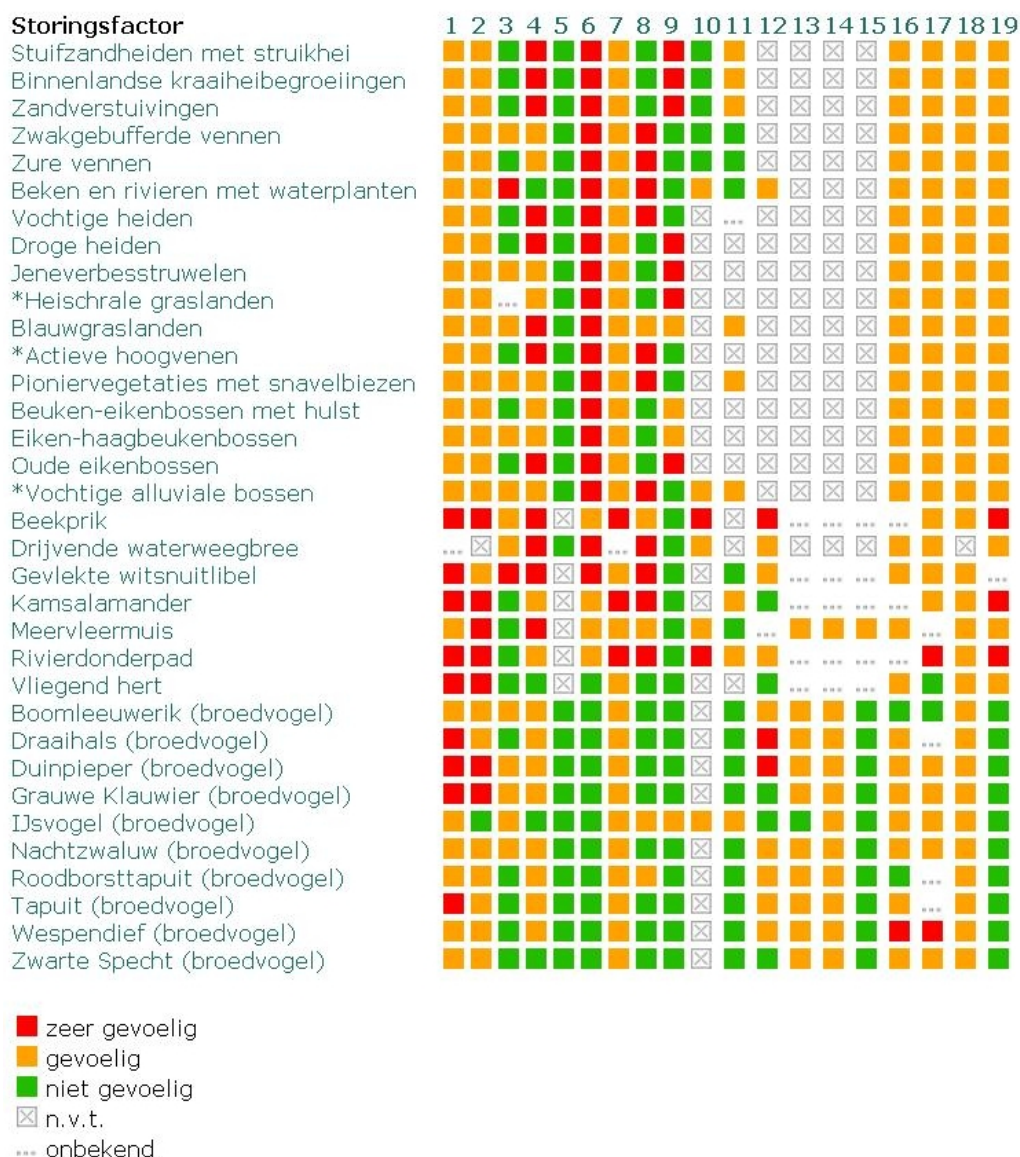 Storingsfactor 1 2 3 4 5 6 7 8 9 10 11 12 13 14 15 16 17 18 19
Stuifzandheiden met struikhei
Binnenlandse kraaiheibegroeiingen
Zandverstuivingen
Zwakgebufferde vennen
Zure vennen
Beken en rivieren met waterplanten
Vochtige heiden
Droge heiden
Jeneverbesstruwelen
*Heischrale graslanden
Blauwgraslanden
*Actieve hoogvenen
Pioniervegetaties met snavelbiezen
Beuken-eikenbossen met hulst
Eiken-haagbeukenbossen
Oude eikenbossen
*Vochtige alluviale bossen
Beekprik
Drijvende waterweegbree
Gevlekte witsnuitlibel
Kamsalamander
Meervleermuis
Rivierdonderpad
Vliegend hert
Boomleeuwerik (broedvogel)
Draaihals (broedvogel)
Duinpieper (broedvogel)
Grauwe Klauwier (broedvogel)
IJsvogel (broedvogel)
Nachtzwaluw (broedvogel)
Roodborsttapuit (broedvogel)
Tapuit (broedvogel)
Wespendief (broedvogel)
Zwarte Specht (broedvogel)
zeer gevoelig
gevoelig
niet gevoelig
n.v.t.
... onbekend